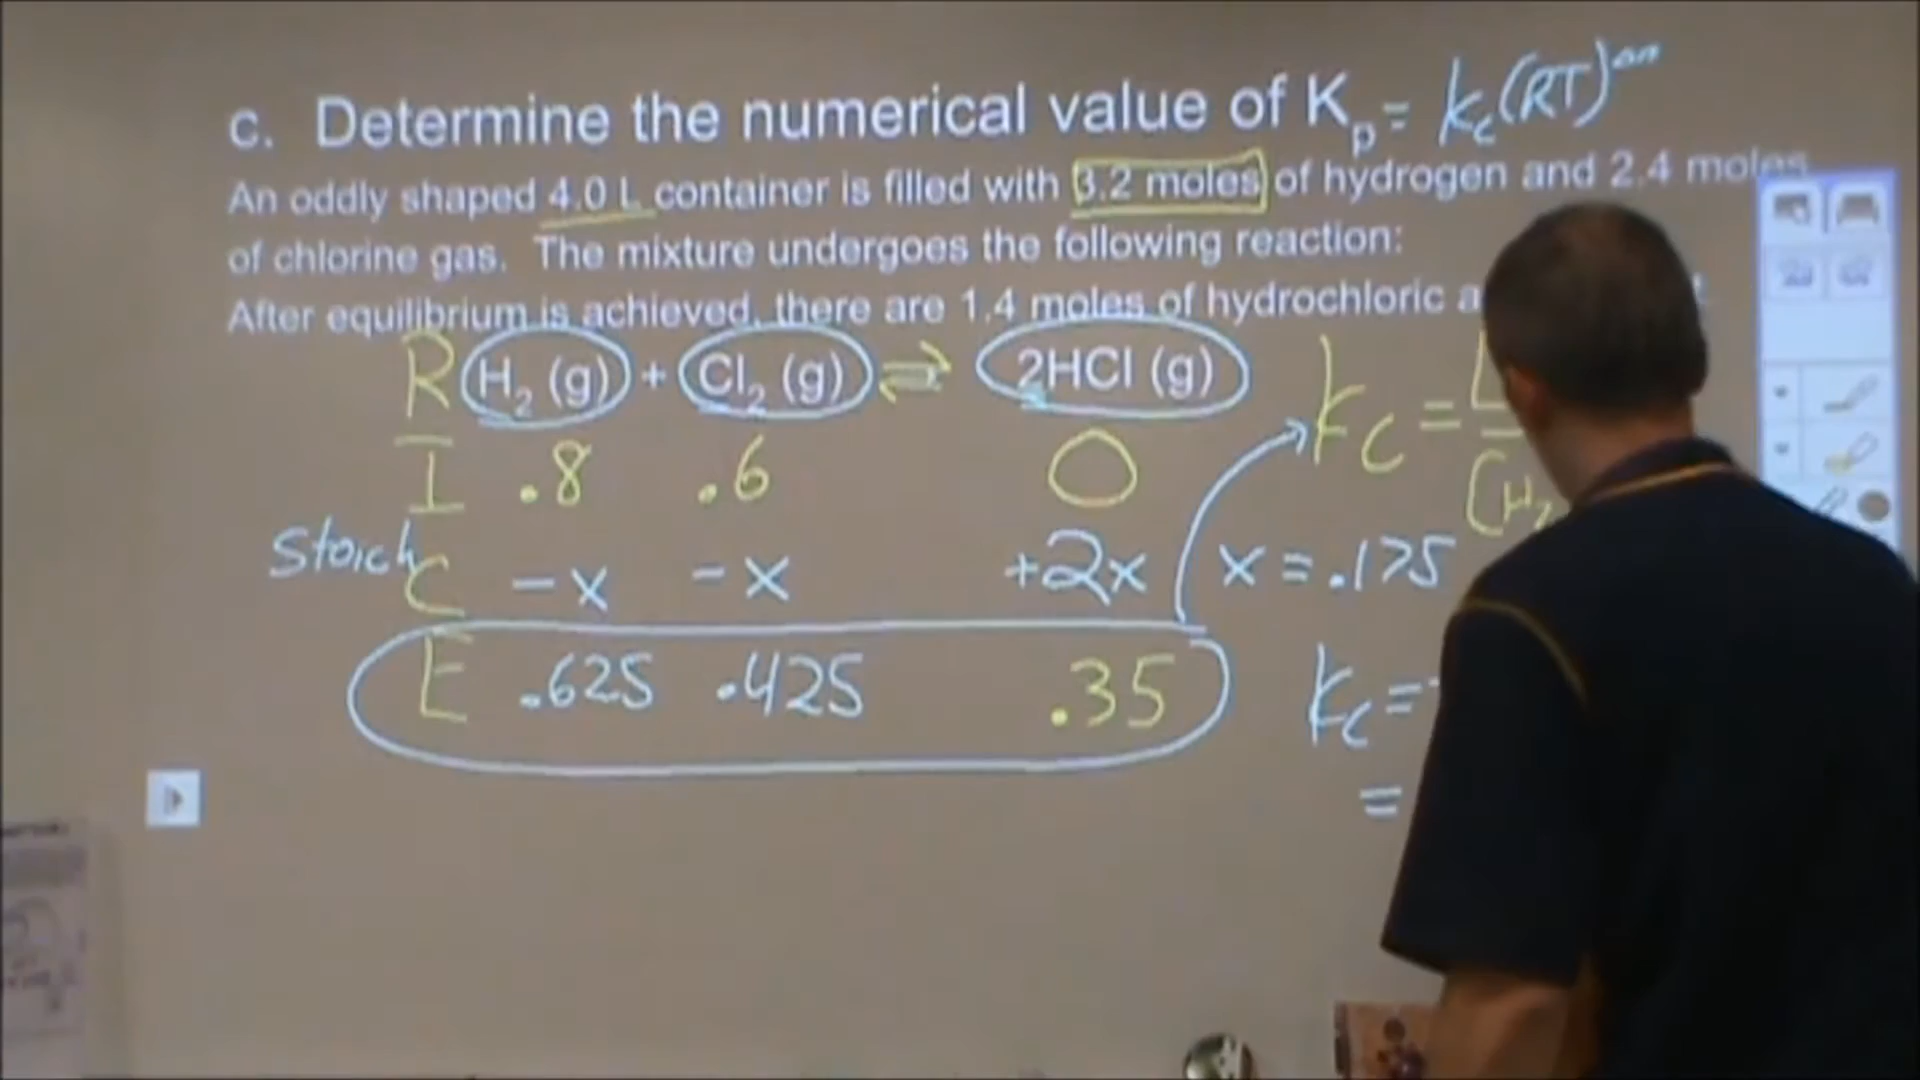 c. Determine the numerical value of Kp = Kc(RT)^Δn
An oddly shaped 4.0 L container is filled with 3.2 moles of hydrogen and 2.4 moles
of chlorine gas. The mixture undergoes the following reaction:
After equilibrium is achieved, there are 1.4 moles of hydrochloric
R H₂ (g) + Cl₂ (g) ⇌ 2HCl (g) Kc =
[H₂
I .8 .6 0
Stoich C -x -x +2x x = .175
E .625 .425 .35 Kc =
=